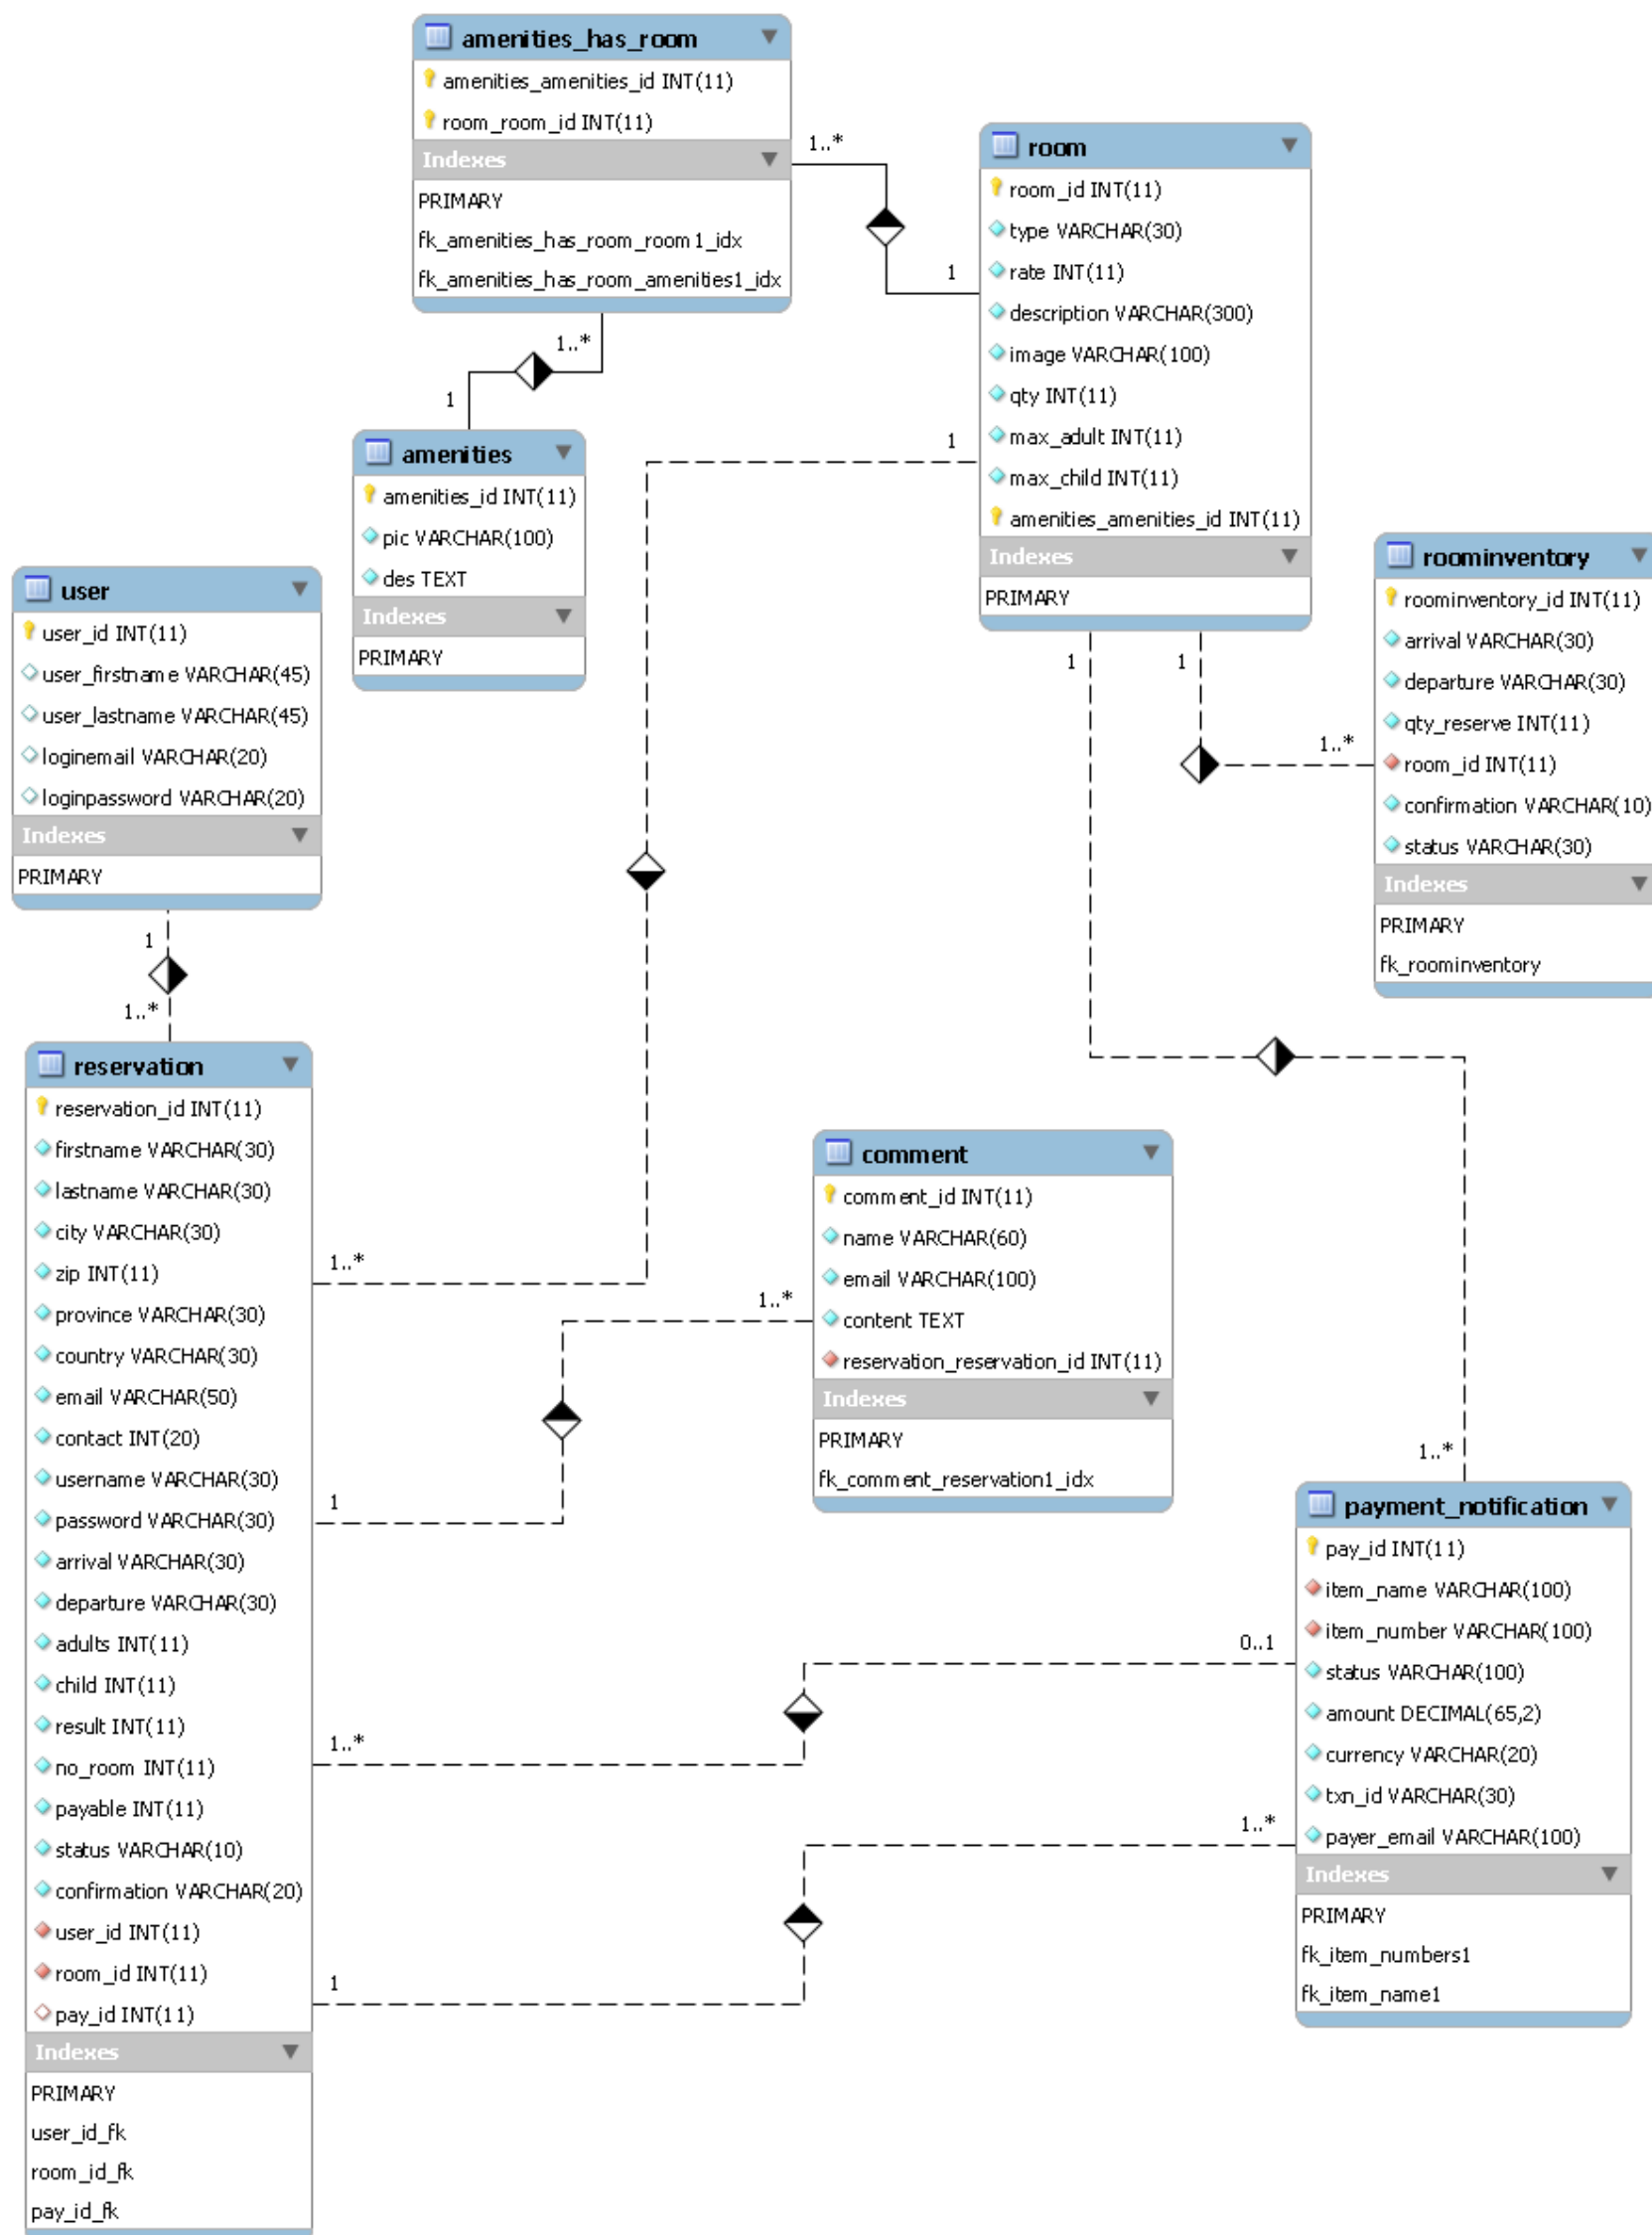 amenities_has_room
amenities_amenities_id INT(11)
room_room_id INT(11)
Indexes
PRIMARY
fk_amenities_has_room_room1_idx
fk_amenities_has_room_amenities1_idx
1..*
1
1..*
1
room
room_id INT(11)
type VARCHAR(30)
rate INT(11)
description VARCHAR(300)
image VARCHAR(100)
qty INT(11)
max_adult INT(11)
max_child INT(11)
amenities_amenities_id INT(11)
Indexes
PRIMARY
1
1
1
amenities
amenities_id INT(11)
pic VARCHAR(100)
des TEXT
Indexes
PRIMARY
roominventory
roominventory_id INT(11)
arrival VARCHAR(30)
departure VARCHAR(30)
qty_reserve INT(11)
room_id INT(11)
confirmation VARCHAR(10)
status VARCHAR(30)
Indexes
PRIMARY
fk_roominventory
1..*
user
user_id INT(11)
user_firstname VARCHAR(45)
user_lastname VARCHAR(45)
loginemail VARCHAR(20)
loginpassword VARCHAR(20)
Indexes
PRIMARY
1
1..*
reservation
reservation_id INT(11)
firstname VARCHAR(30)
lastname VARCHAR(30)
city VARCHAR(30)
zip INT(11)
province VARCHAR(30)
country VARCHAR(30)
email VARCHAR(50)
contact INT(20)
username VARCHAR(30)
password VARCHAR(30)
arrival VARCHAR(30)
departure VARCHAR(30)
adults INT(11)
child INT(11)
result INT(11)
no_room INT(11)
payable INT(11)
status VARCHAR(10)
confirmation VARCHAR(20)
user_id INT(11)
room_id INT(11)
pay_id INT(11)
Indexes
PRIMARY
user_id_fk
room_id_fk
pay_id_fk
1..*
1
1..*
1
comment
comment_id INT(11)
name VARCHAR(60)
email VARCHAR(100)
content TEXT
reservation_reservation_id INT(11)
Indexes
PRIMARY
fk_comment_reservation1_idx
1..*
payment_notification
pay_id INT(11)
item_name VARCHAR(100)
item_number VARCHAR(100)
status VARCHAR(100)
amount DECIMAL(65,2)
currency VARCHAR(20)
txn_id VARCHAR(30)
payer_email VARCHAR(100)
Indexes
PRIMARY
fk_item_numbers1
fk_item_name1
1..*
0..1
1..*